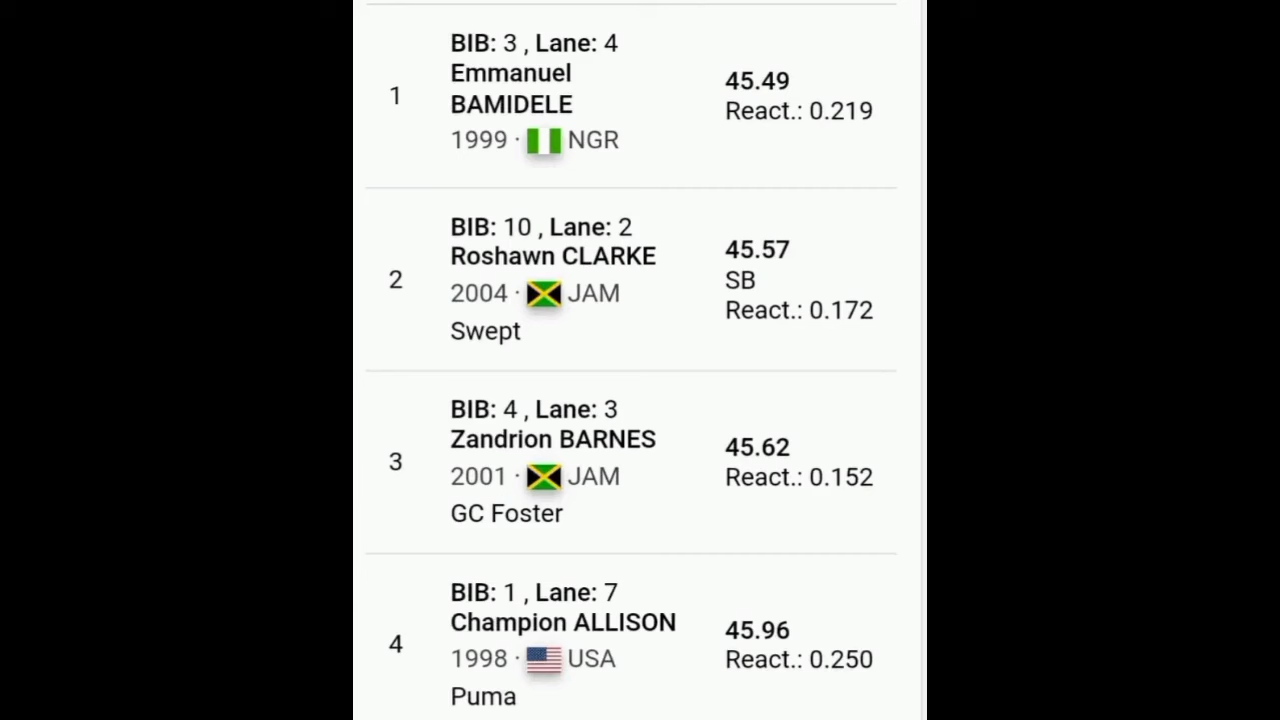 1
BIB: 3 , Lane: 4
Emmanuel
BAMIDELE
1999 · NGR
45.49
React.: 0.219
2
BIB: 10 , Lane: 2
Roshawn CLARKE
2004 · JAM
Swept
45.57
SB
React.: 0.172
3
BIB: 4 , Lane: 3
Zandrion BARNES
2001 · JAM
GC Foster
45.62
React.: 0.152
4
BIB: 1 , Lane: 7
Champion ALLISON
1998 · USA
Puma
45.96
React.: 0.250